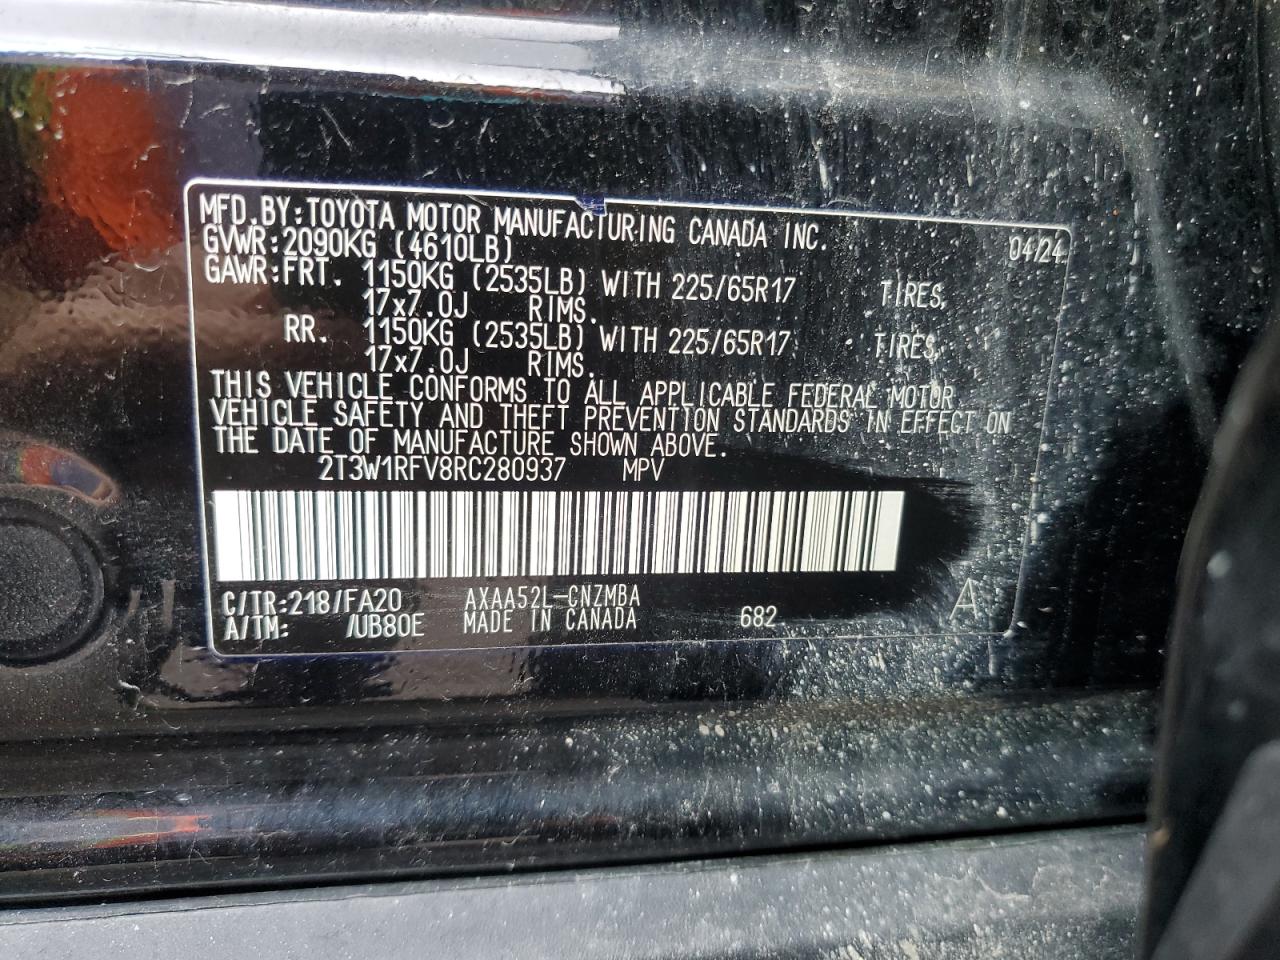 MFD.BY:TOYOTA MOTOR MANUFACTURING CANADA INC.
GVWR:2090KG (4610LB) 04/24
GAWR:FRT. 1150KG (2535LB) WITH 225/65R17 TIRES,
17x7.0J RIMS.
RR. 1150KG (2535LB) WITH 225/65R17 TIRES,
17x7.0J RIMS.
THIS VEHICLE CONFORMS TO ALL APPLICABLE FEDERAL MOTOR
VEHICLE SAFETY AND THEFT PREVENTION STANDARDS IN EFFECT ON
THE DATE OF MANUFACTURE SHOWN ABOVE.
2T3W1RFV8RC280937 MPV
C/TR:218/FA20 AXAA52L-CNZMBA
A/TM: /UB80E MADE IN CANADA 682 A